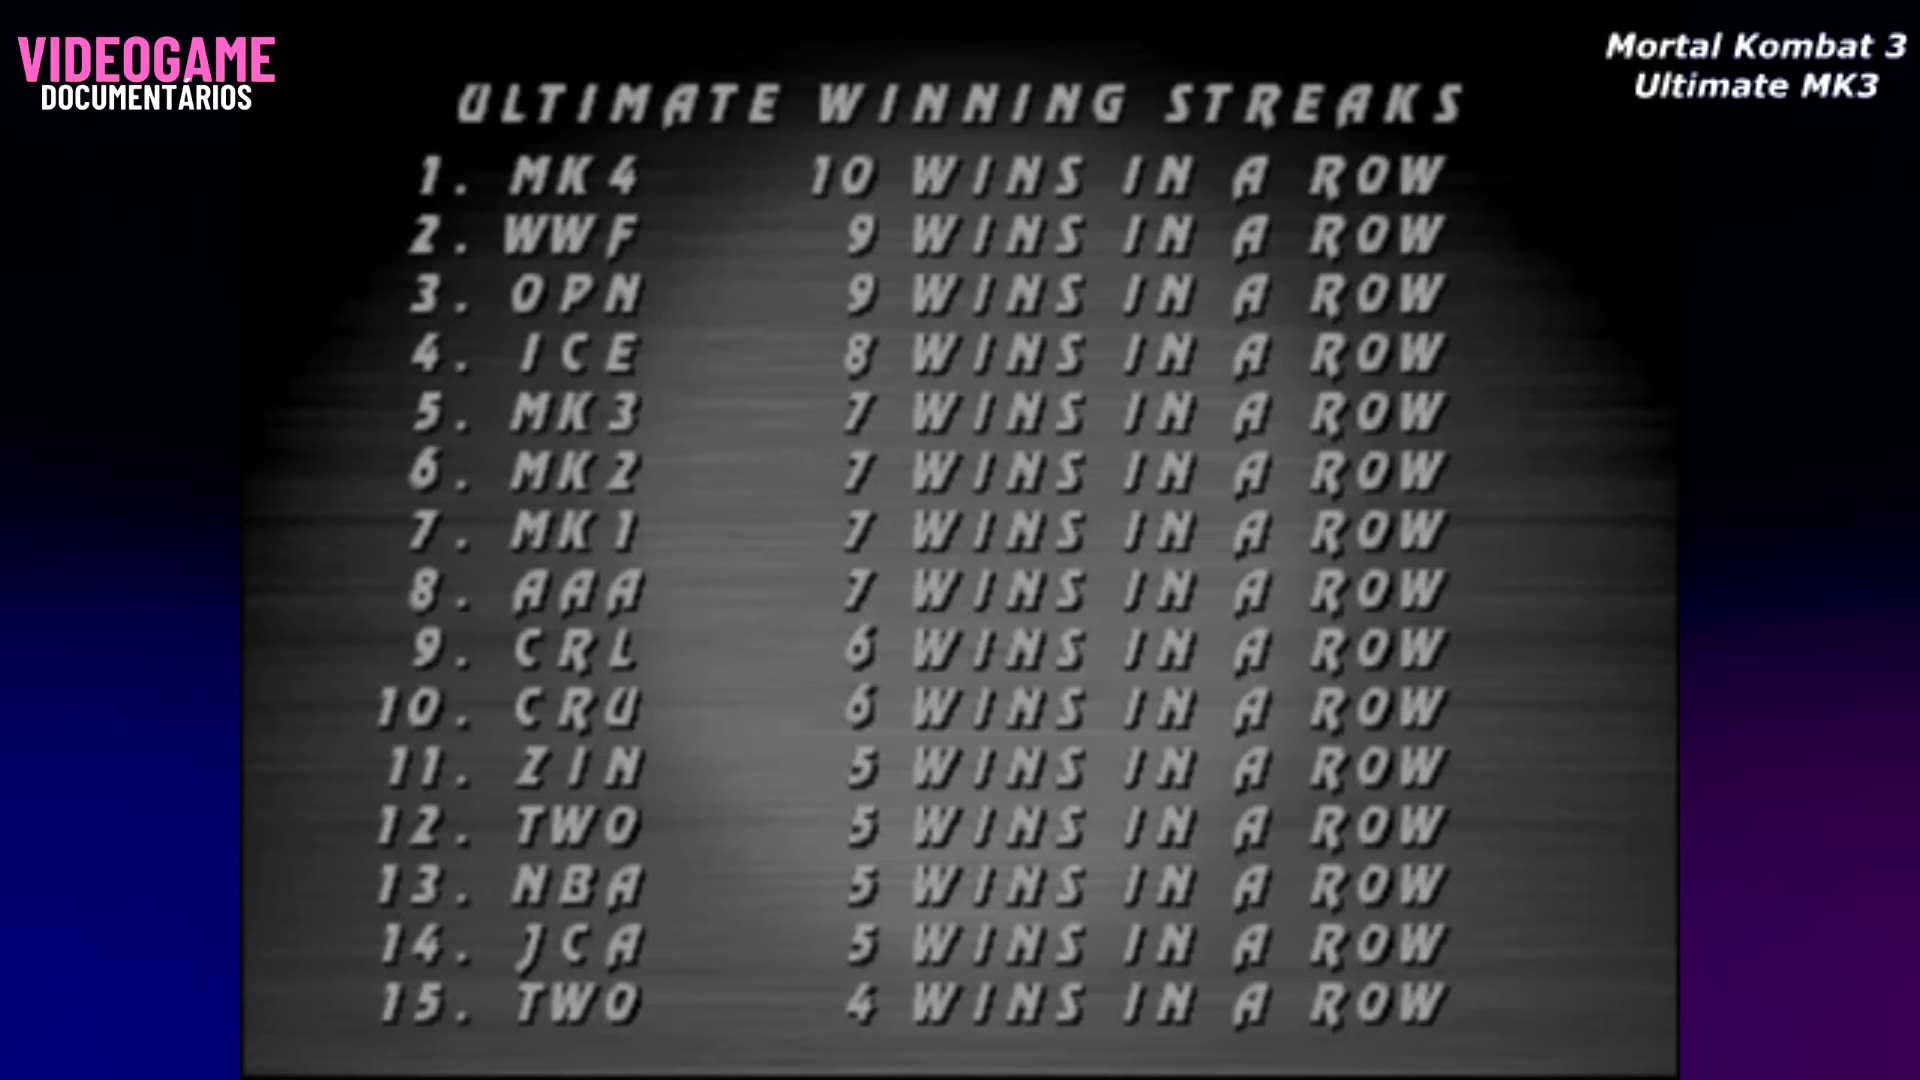 VIDEOGAME
DOCUMENTÁRIOS
Mortal Kombat 3
Ultimate MK3
ULTIMATE WINNING STREAKS
1. MK4 10 WINS IN A ROW
2. WWF 9 WINS IN A ROW
3. OPN 9 WINS IN A ROW
4. ICE 8 WINS IN A ROW
5. MK3 7 WINS IN A ROW
6. MK2 7 WINS IN A ROW
7. MK1 7 WINS IN A ROW
8. AAA 7 WINS IN A ROW
9. CRL 6 WINS IN A ROW
10. CRU 6 WINS IN A ROW
11. ZIN 5 WINS IN A ROW
12. TWO 5 WINS IN A ROW
13. NBA 5 WINS IN A ROW
14. JCA 5 WINS IN A ROW
15. TWO 4 WINS IN A ROW